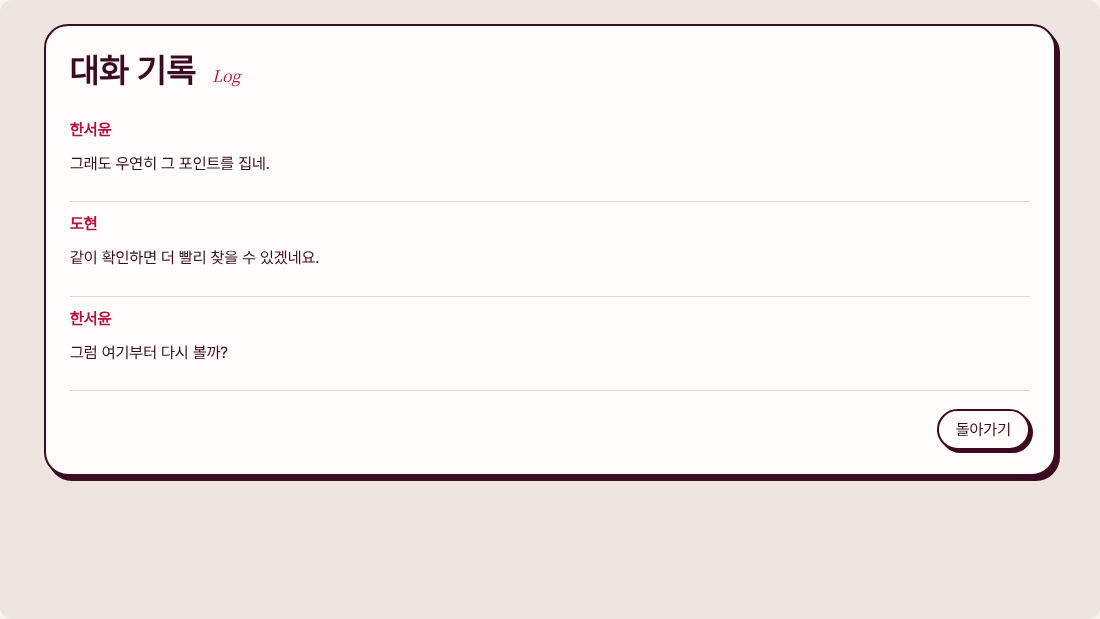 대화 기록 Log
한서윤
그래도 우연히 그 포인트를 집네.
도현
같이 확인하면 더 빨리 찾을 수 있겠네요.
한서윤
그럼 여기부터 다시 볼까?
돌아가기